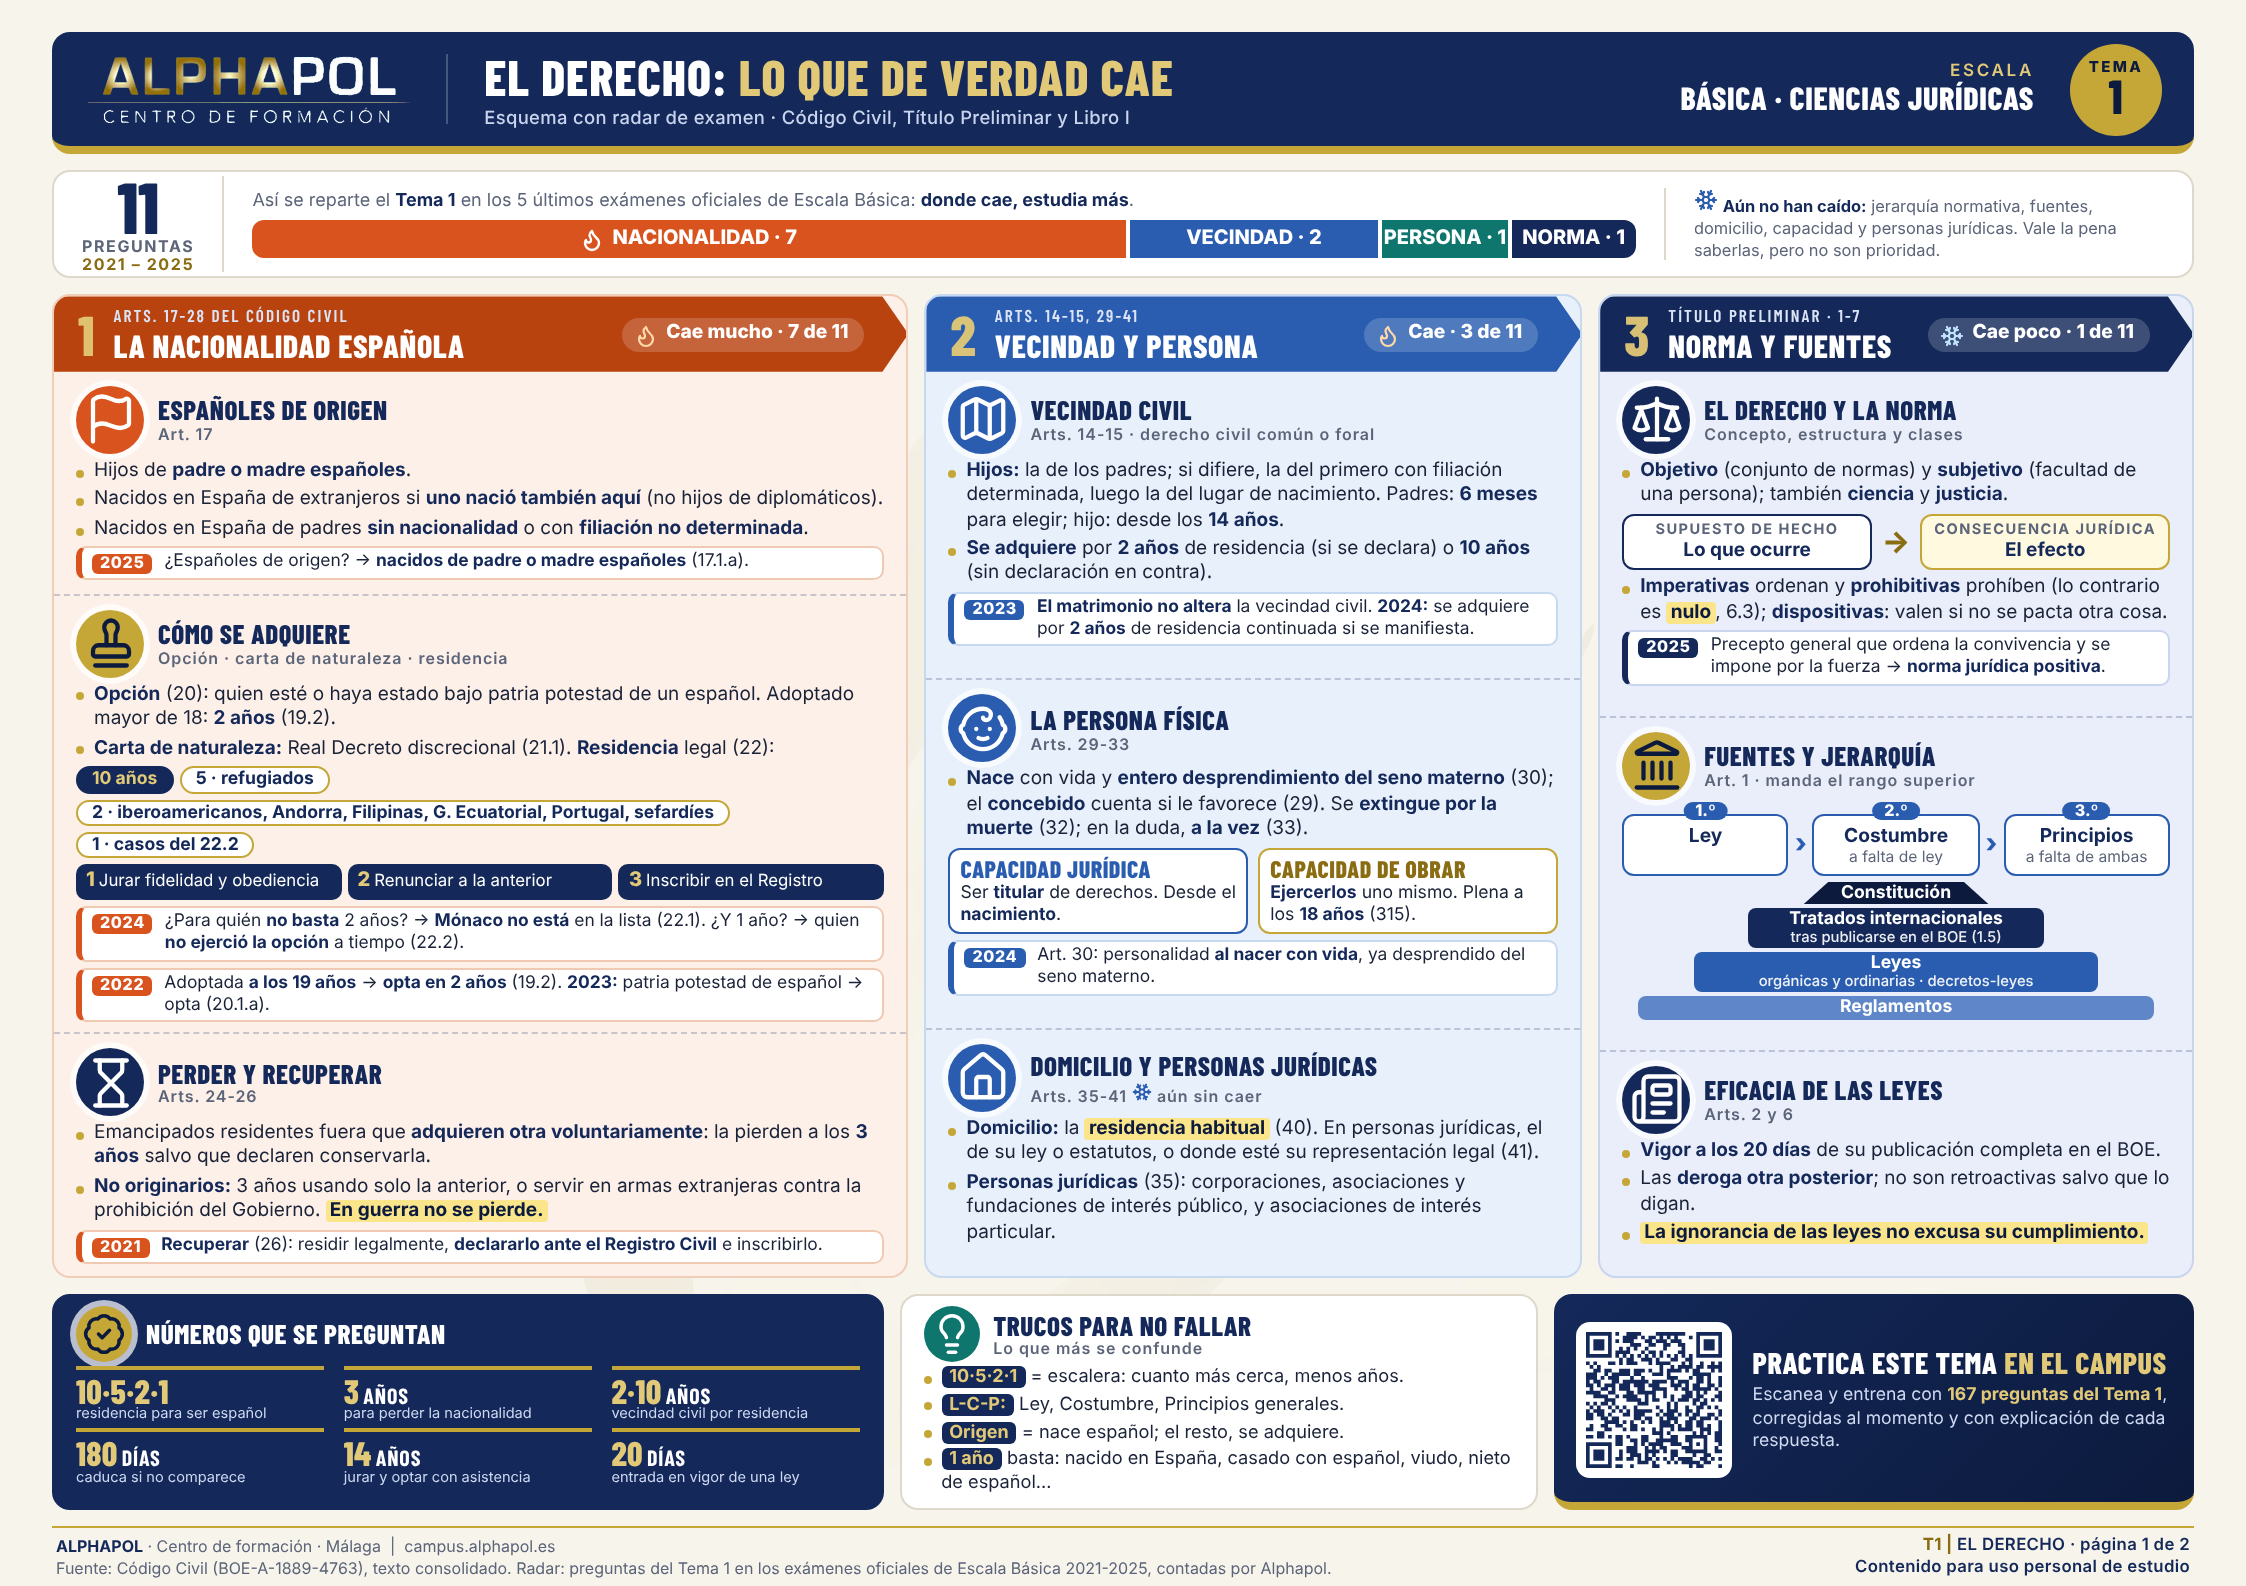 ALPHAPOL
CENTRO DE FORMACIÓN
EL DERECHO: LO QUE DE VERDAD CAE
Esquema con radar de examen · Código Civil, Título Preliminar y Libro I
ESCALA
BÁSICA · CIENCIAS JURÍDICAS
TEMA
1
11
PREGUNTAS
2021 – 2025
Así se reparte el Tema 1 en los 5 últimos exámenes oficiales de Escala Básica: donde cae, estudia más.
NACIONALIDAD · 7
VECINDAD · 2
PERSONA · 1
NORMA · 1
Aún no han caído: jerarquía normativa, fuentes,
domicilio, capacidad y personas jurídicas. Vale la pena
saberlas, pero no son prioridad.
1
ARTS. 17-28 DEL CÓDIGO CIVIL
LA NACIONALIDAD ESPAÑOLA
Cae mucho · 7 de 11
ESPAÑOLES DE ORIGEN
Art. 17
Hijos de padre o madre españoles.
Nacidos en España de extranjeros si uno nació también aquí (no hijos de diplomáticos).
Nacidos en España de padres sin nacionalidad o con filiación no determinada.
2025 ¿Españoles de origen? → nacidos de padre o madre españoles (17.1.a).
CÓMO SE ADQUIERE
Opción · carta de naturaleza · residencia
Opción (20): quien esté o haya estado bajo patria potestad de un español. Adoptado
mayor de 18: 2 años (19.2).
Carta de naturaleza: Real Decreto discrecional (21.1). Residencia legal (22):
10 años
5 · refugiados
2 · iberoamericanos, Andorra, Filipinas, G. Ecuatorial, Portugal, sefardíes
1 · casos del 22.2
1 Jurar fidelidad y obediencia
2 Renunciar a la anterior
3 Inscribir en el Registro
2024 ¿Para quién no basta 2 años? → Mónaco no está en la lista (22.1). ¿Y 1 año? → quien
no ejerció la opción a tiempo (22.2).
2022 Adoptada a los 19 años → opta en 2 años (19.2). 2023: patria potestad de español →
opta (20.1.a).
PERDER Y RECUPERAR
Arts. 24-26
Emancipados residentes fuera que adquieren otra voluntariamente: la pierden a los 3
años salvo que declaren conservarla.
No originarios: 3 años usando solo la anterior, o servir en armas extranjeras contra la
prohibición del Gobierno. En guerra no se pierde.
2021 Recuperar (26): residir legalmente, declararlo ante el Registro Civil e inscribirlo.
2
ARTS. 14-15, 29-41
VECINDAD Y PERSONA
Cae · 3 de 11
VECINDAD CIVIL
Arts. 14-15 · derecho civil común o foral
Hijos: la de los padres; si difiere, la del primero con filiación
determinada, luego la del lugar de nacimiento. Padres: 6 meses
para elegir; hijo: desde los 14 años.
Se adquiere por 2 años de residencia (si se declara) o 10 años
(sin declaración en contra).
2023 El matrimonio no altera la vecindad civil. 2024: se adquiere
por 2 años de residencia continuada si se manifiesta.
LA PERSONA FÍSICA
Arts. 29-33
Nace con vida y entero desprendimiento del seno materno (30);
el concebido cuenta si le favorece (29). Se extingue por la
muerte (32); en la duda, a la vez (33).
CAPACIDAD JURÍDICA
Ser titular de derechos. Desde el
nacimiento.
CAPACIDAD DE OBRAR
Ejercerlos uno mismo. Plena a
los 18 años (315).
2024 Art. 30: personalidad al nacer con vida, ya desprendido del
seno materno.
DOMICILIO Y PERSONAS JURÍDICAS
Arts. 35-41 aún sin caer
Domicilio: la residencia habitual (40). En personas jurídicas, el
de su ley o estatutos, o donde esté su representación legal (41).
Personas jurídicas (35): corporaciones, asociaciones y
fundaciones de interés público, y asociaciones de interés
particular.
3
TÍTULO PRELIMINAR · 1-7
NORMA Y FUENTES
Cae poco · 1 de 11
EL DERECHO Y LA NORMA
Concepto, estructura y clases
Objetivo (conjunto de normas) y subjetivo (facultad de
una persona); también ciencia y justicia.
SUPUESTO DE HECHO
Lo que ocurre
→
CONSECUENCIA JURÍDICA
El efecto
Imperativas ordenan y prohibitivas prohíben (lo contrario
es nulo, 6.3); dispositivas: valen si no se pacta otra cosa.
2025 Precepto general que ordena la convivencia y se
impone por la fuerza → norma jurídica positiva.
FUENTES Y JERARQUÍA
Art. 1 · manda el rango superior
1.º
Ley
›
2.º
Costumbre
a falta de ley
›
3.º
Principios
a falta de ambas
Constitución
Tratados internacionales
tras publicarse en el BOE (1.5)
Leyes
orgánicas y ordinarias · decretos-leyes
Reglamentos
EFICACIA DE LAS LEYES
Arts. 2 y 6
Vigor a los 20 días de su publicación completa en el BOE.
Las deroga otra posterior; no son retroactivas salvo que lo
digan.
La ignorancia de las leyes no excusa su cumplimiento.
NÚMEROS QUE SE PREGUNTAN
10·5·2·1
residencia para ser español
3 AÑOS
para perder la nacionalidad
2·10 AÑOS
vecindad civil por residencia
180 DÍAS
caduca si no comparece
14 AÑOS
jurar y optar con asistencia
20 DÍAS
entrada en vigor de una ley
TRUCOS PARA NO FALLAR
Lo que más se confunde
10·5·2·1 = escalera: cuanto más cerca, menos años.
L-C-P: Ley, Costumbre, Principios generales.
Origen = nace español; el resto, se adquiere.
1 año basta: nacido en España, casado con español, viudo, nieto
de español…
PRACTICA ESTE TEMA EN EL CAMPUS
Escanea y entrena con 167 preguntas del Tema 1,
corregidas al momento y con explicación de cada
respuesta.
ALPHAPOL · Centro de formación · Málaga | campus.alphapol.es
Fuente: Código Civil (BOE-A-1889-4763), texto consolidado. Radar: preguntas del Tema 1 en los exámenes oficiales de Escala Básica 2021-2025, contadas por Alphapol.
T1 | EL DERECHO · página 1 de 2
Contenido para uso personal de estudio